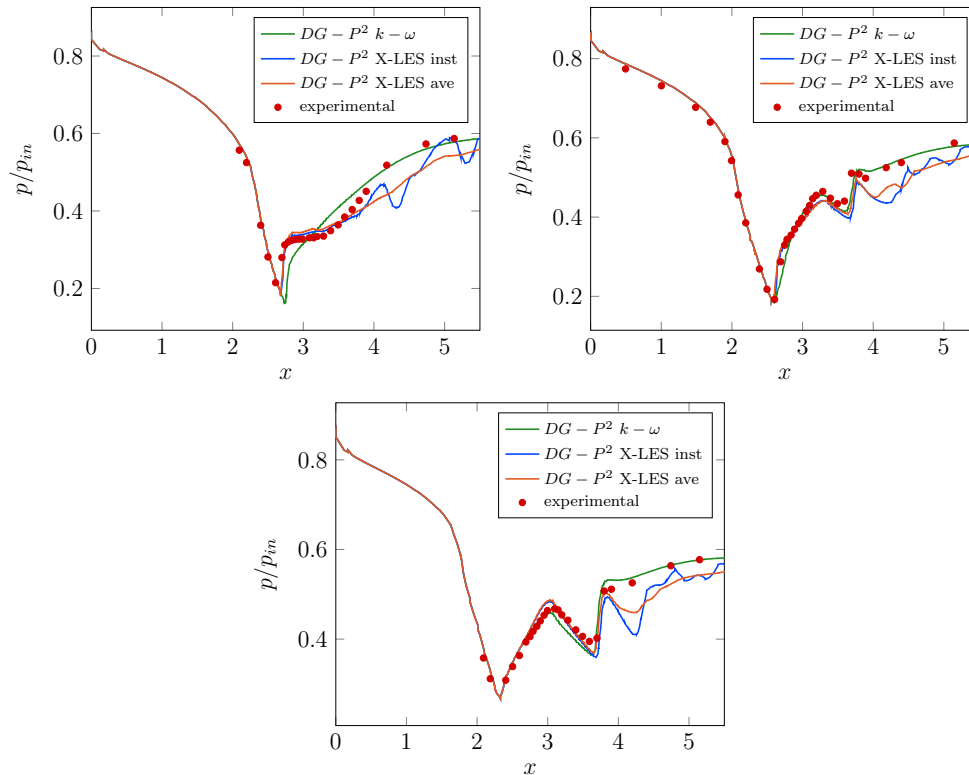 DG − P² k − ω
DG − P² X-LES inst
DG − P² X-LES ave
experimental
0.8
0.6
0.4
0.2
p/p_in
0 1 2 3 4 5
x
DG − P² k − ω
DG − P² X-LES inst
DG − P² X-LES ave
experimental
0.8
0.6
0.4
0.2
p/p_in
0 1 2 3 4 5
x
DG − P² k − ω
DG − P² X-LES inst
DG − P² X-LES ave
experimental
0.8
0.6
0.4
p/p_in
0 1 2 3 4 5
x